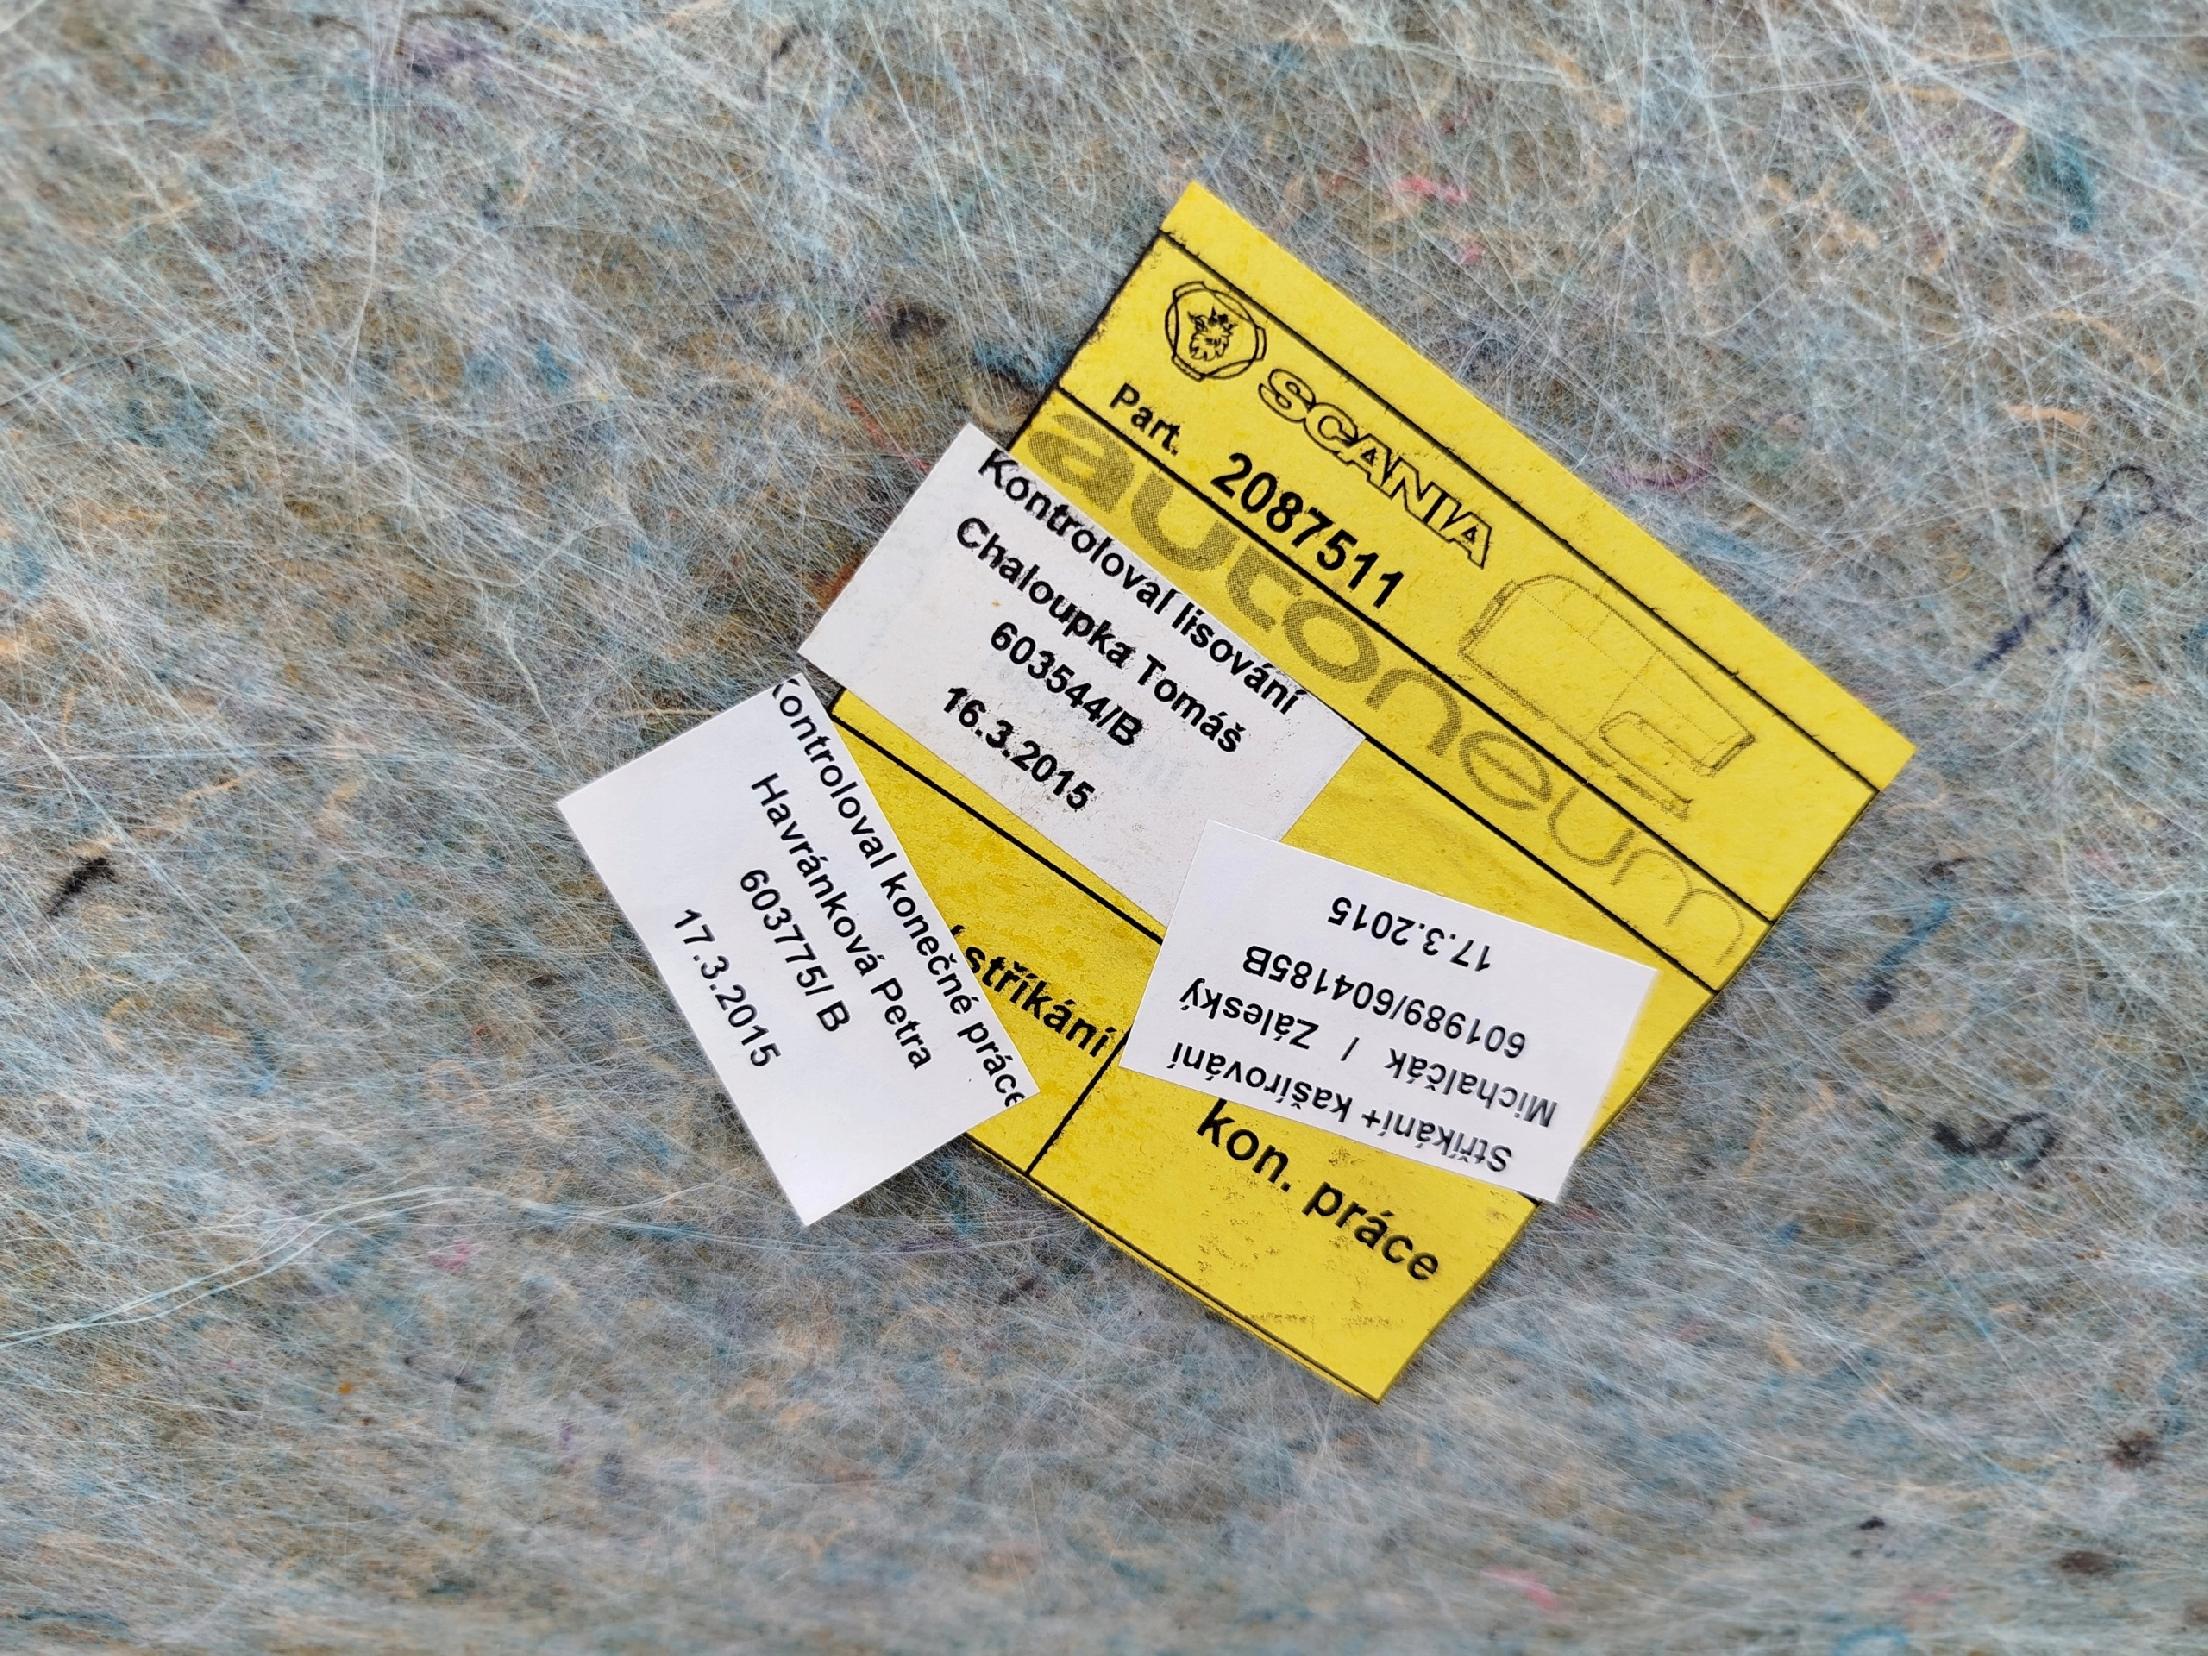 SCANIA
Part. 2087511
autoneum
Kontroloval lisování
Chaloupka Tomáš
603544/B
16.3.2015
Kontroloval konečné práce
Havránková Petra
603775/ B
17.3.2015
stříkání
Stříkání+ kašírování
Michalčák / Záleský
601989/604185B
17.3.2015
kon. práce